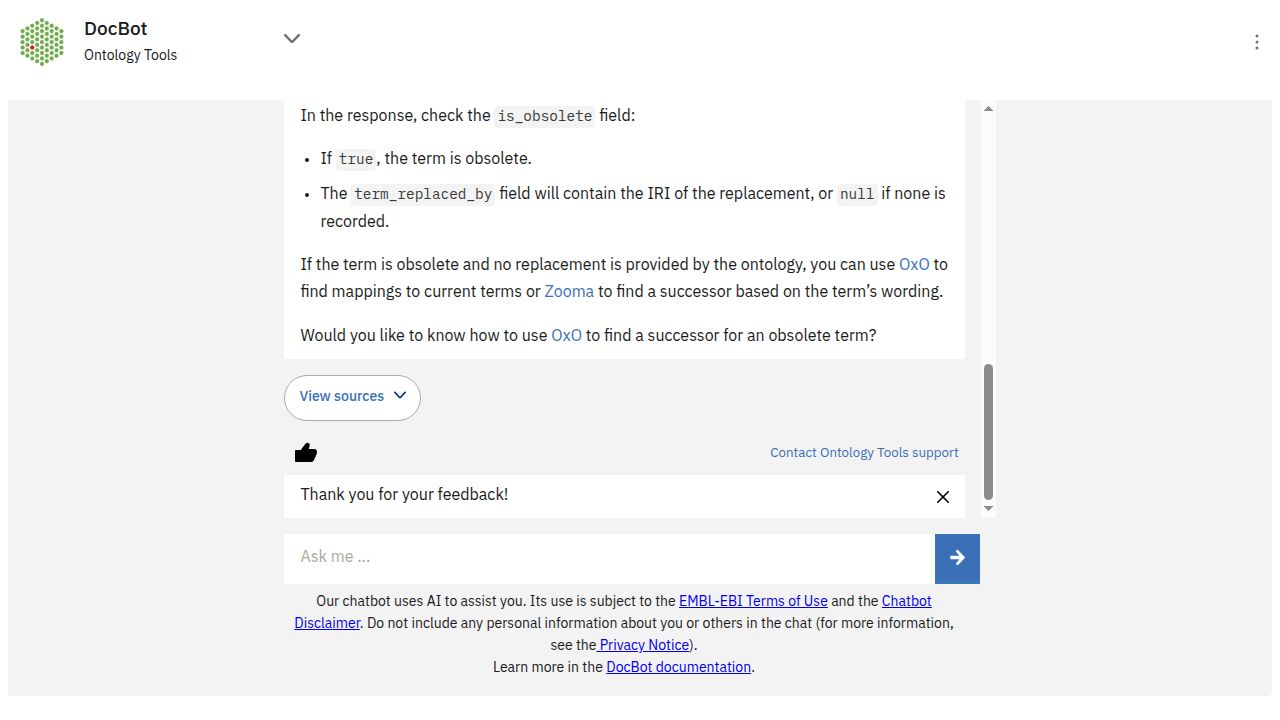 DocBot
Ontology Tools
In the response, check the is_obsolete field:
• If true, the term is obsolete.
• The term_replaced_by field will contain the IRI of the replacement, or null if none is
recorded.
If the term is obsolete and no replacement is provided by the ontology, you can use OxO to
find mappings to current terms or Zooma to find a successor based on the term’s wording.
Would you like to know how to use OxO to find a successor for an obsolete term?
View sources
Contact Ontology Tools support
Thank you for your feedback!
Ask me ...
Our chatbot uses AI to assist you. Its use is subject to the EMBL-EBI Terms of Use and the Chatbot
Disclaimer. Do not include any personal information about you or others in the chat (for more information,
see the Privacy Notice).
Learn more in the DocBot documentation.